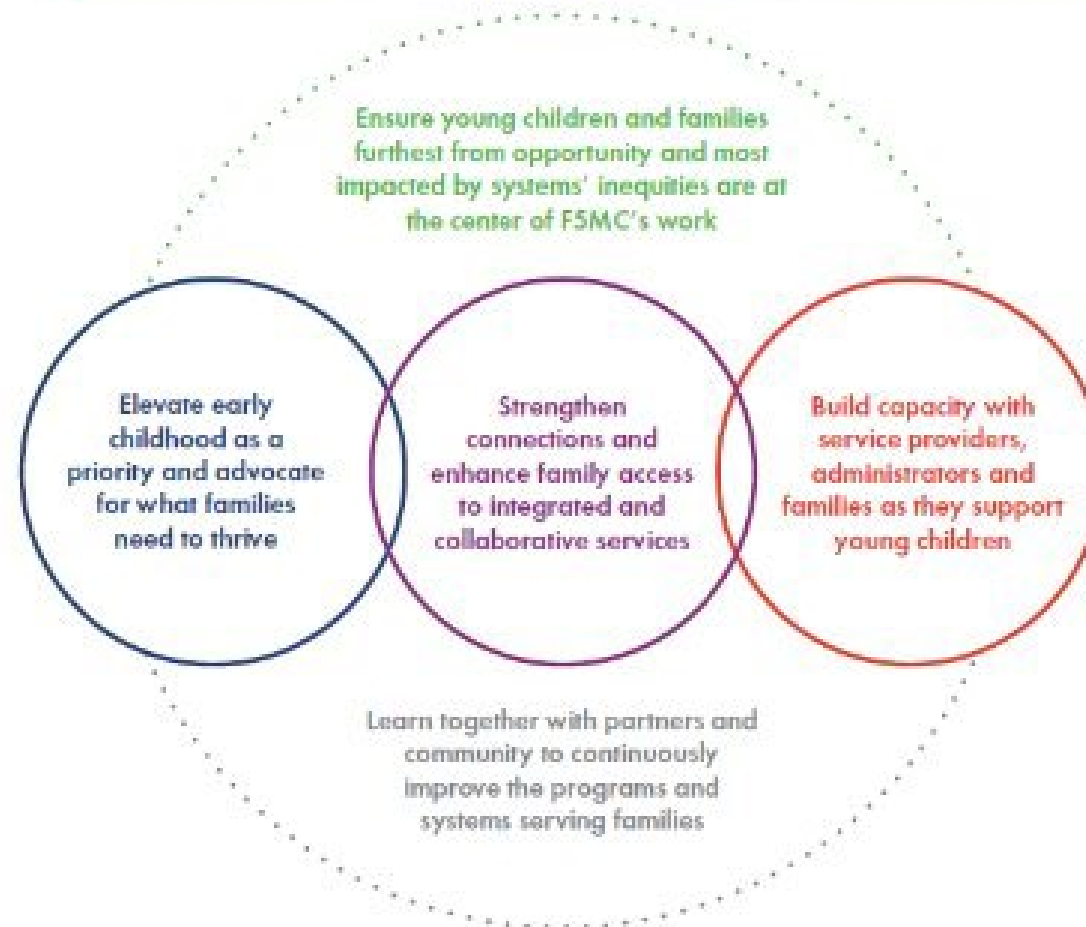 Ensure young children and families
furthest from opportunity and most
impacted by systems' inequities are at
the center of F5MC's work
Elevate early
childhood as a
priority and advocate
for what families
need to thrive
Strengthen
connections and
enhance family access
to integrated and
collaborative services
Build capacity with
service providers,
administrators and
families as they support
young children
Learn together with partners and
community to continuously
improve the programs and
systems serving families